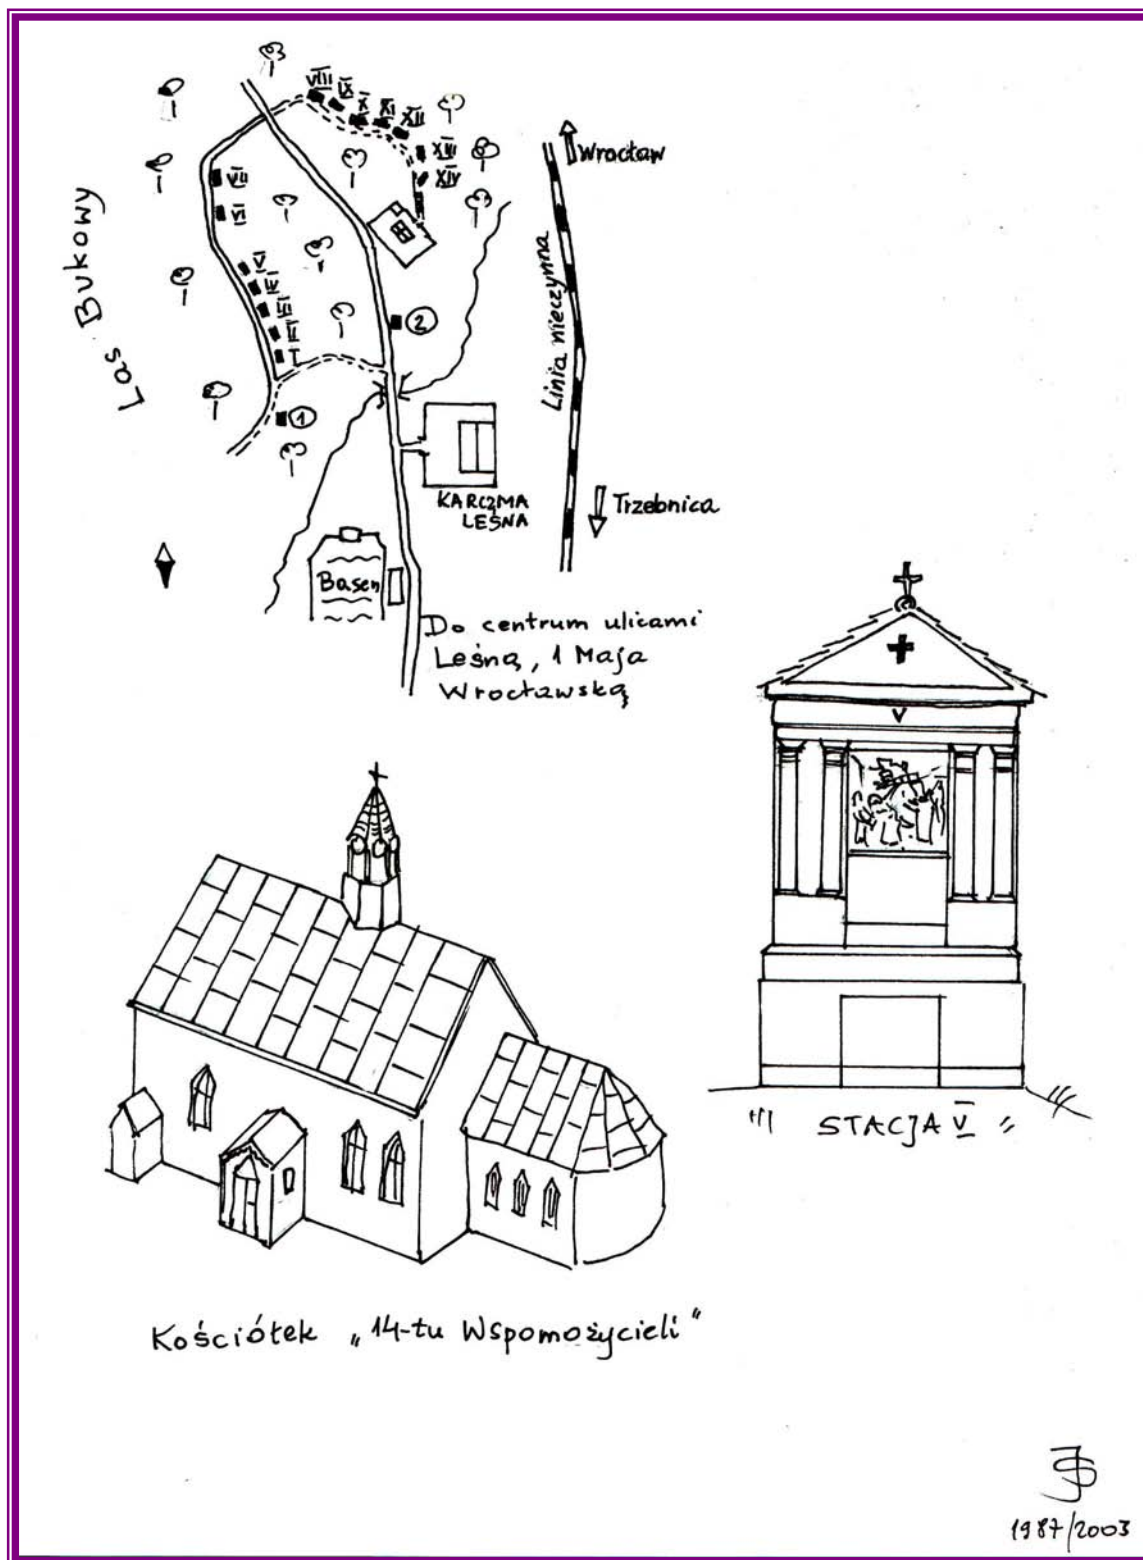 VIII
IX
X
XI
XII
XIII
XIV
VII
VI
V
IV
III
II
I
Las Bukowy
1
2
Wrocław
Linia nieczynna
Trzebnica
KARCZMA
LEŚNA
Basen
Do centrum ulicami
Leśną, 1 Maja
Wrocławską
V
STACJA V
Kościółek „14-tu Wspomożycieli"
JS
1987/2003